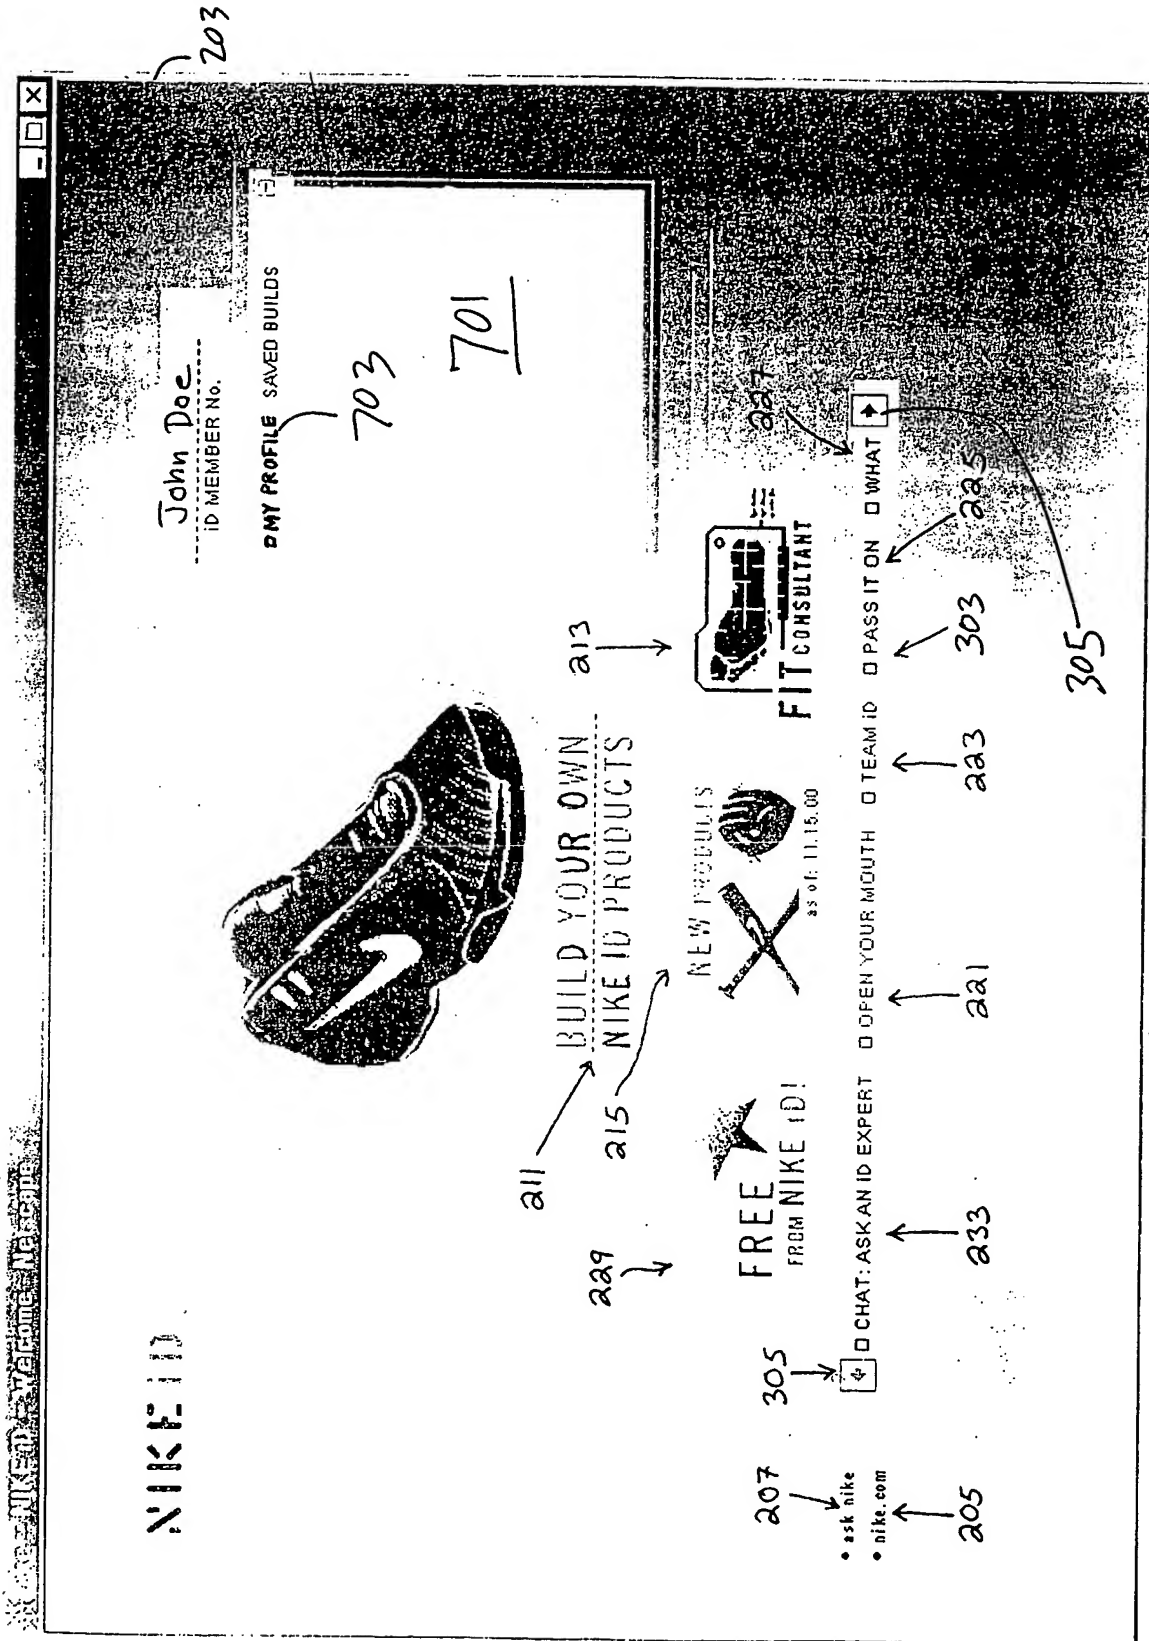 NIKE iD - Welcome - Netscape
203
NIKE iD
John Doe
iD MEMBER No.
MY PROFILE SAVED BUILDS
703
701
211
BUILD YOUR OWN
NIKE ID PRODUCTS
213
215
229
FREE
FROM NIKE iD!
NEW PRODUCTS
as of: 11.15.00
FIT CONSULTANT
227
207
305
• ask nike
• nike.com
CHAT: ASK AN ID EXPERT OPEN YOUR MOUTH TEAM iD PASS IT ON WHAT
205
233
221
223
303
225
305